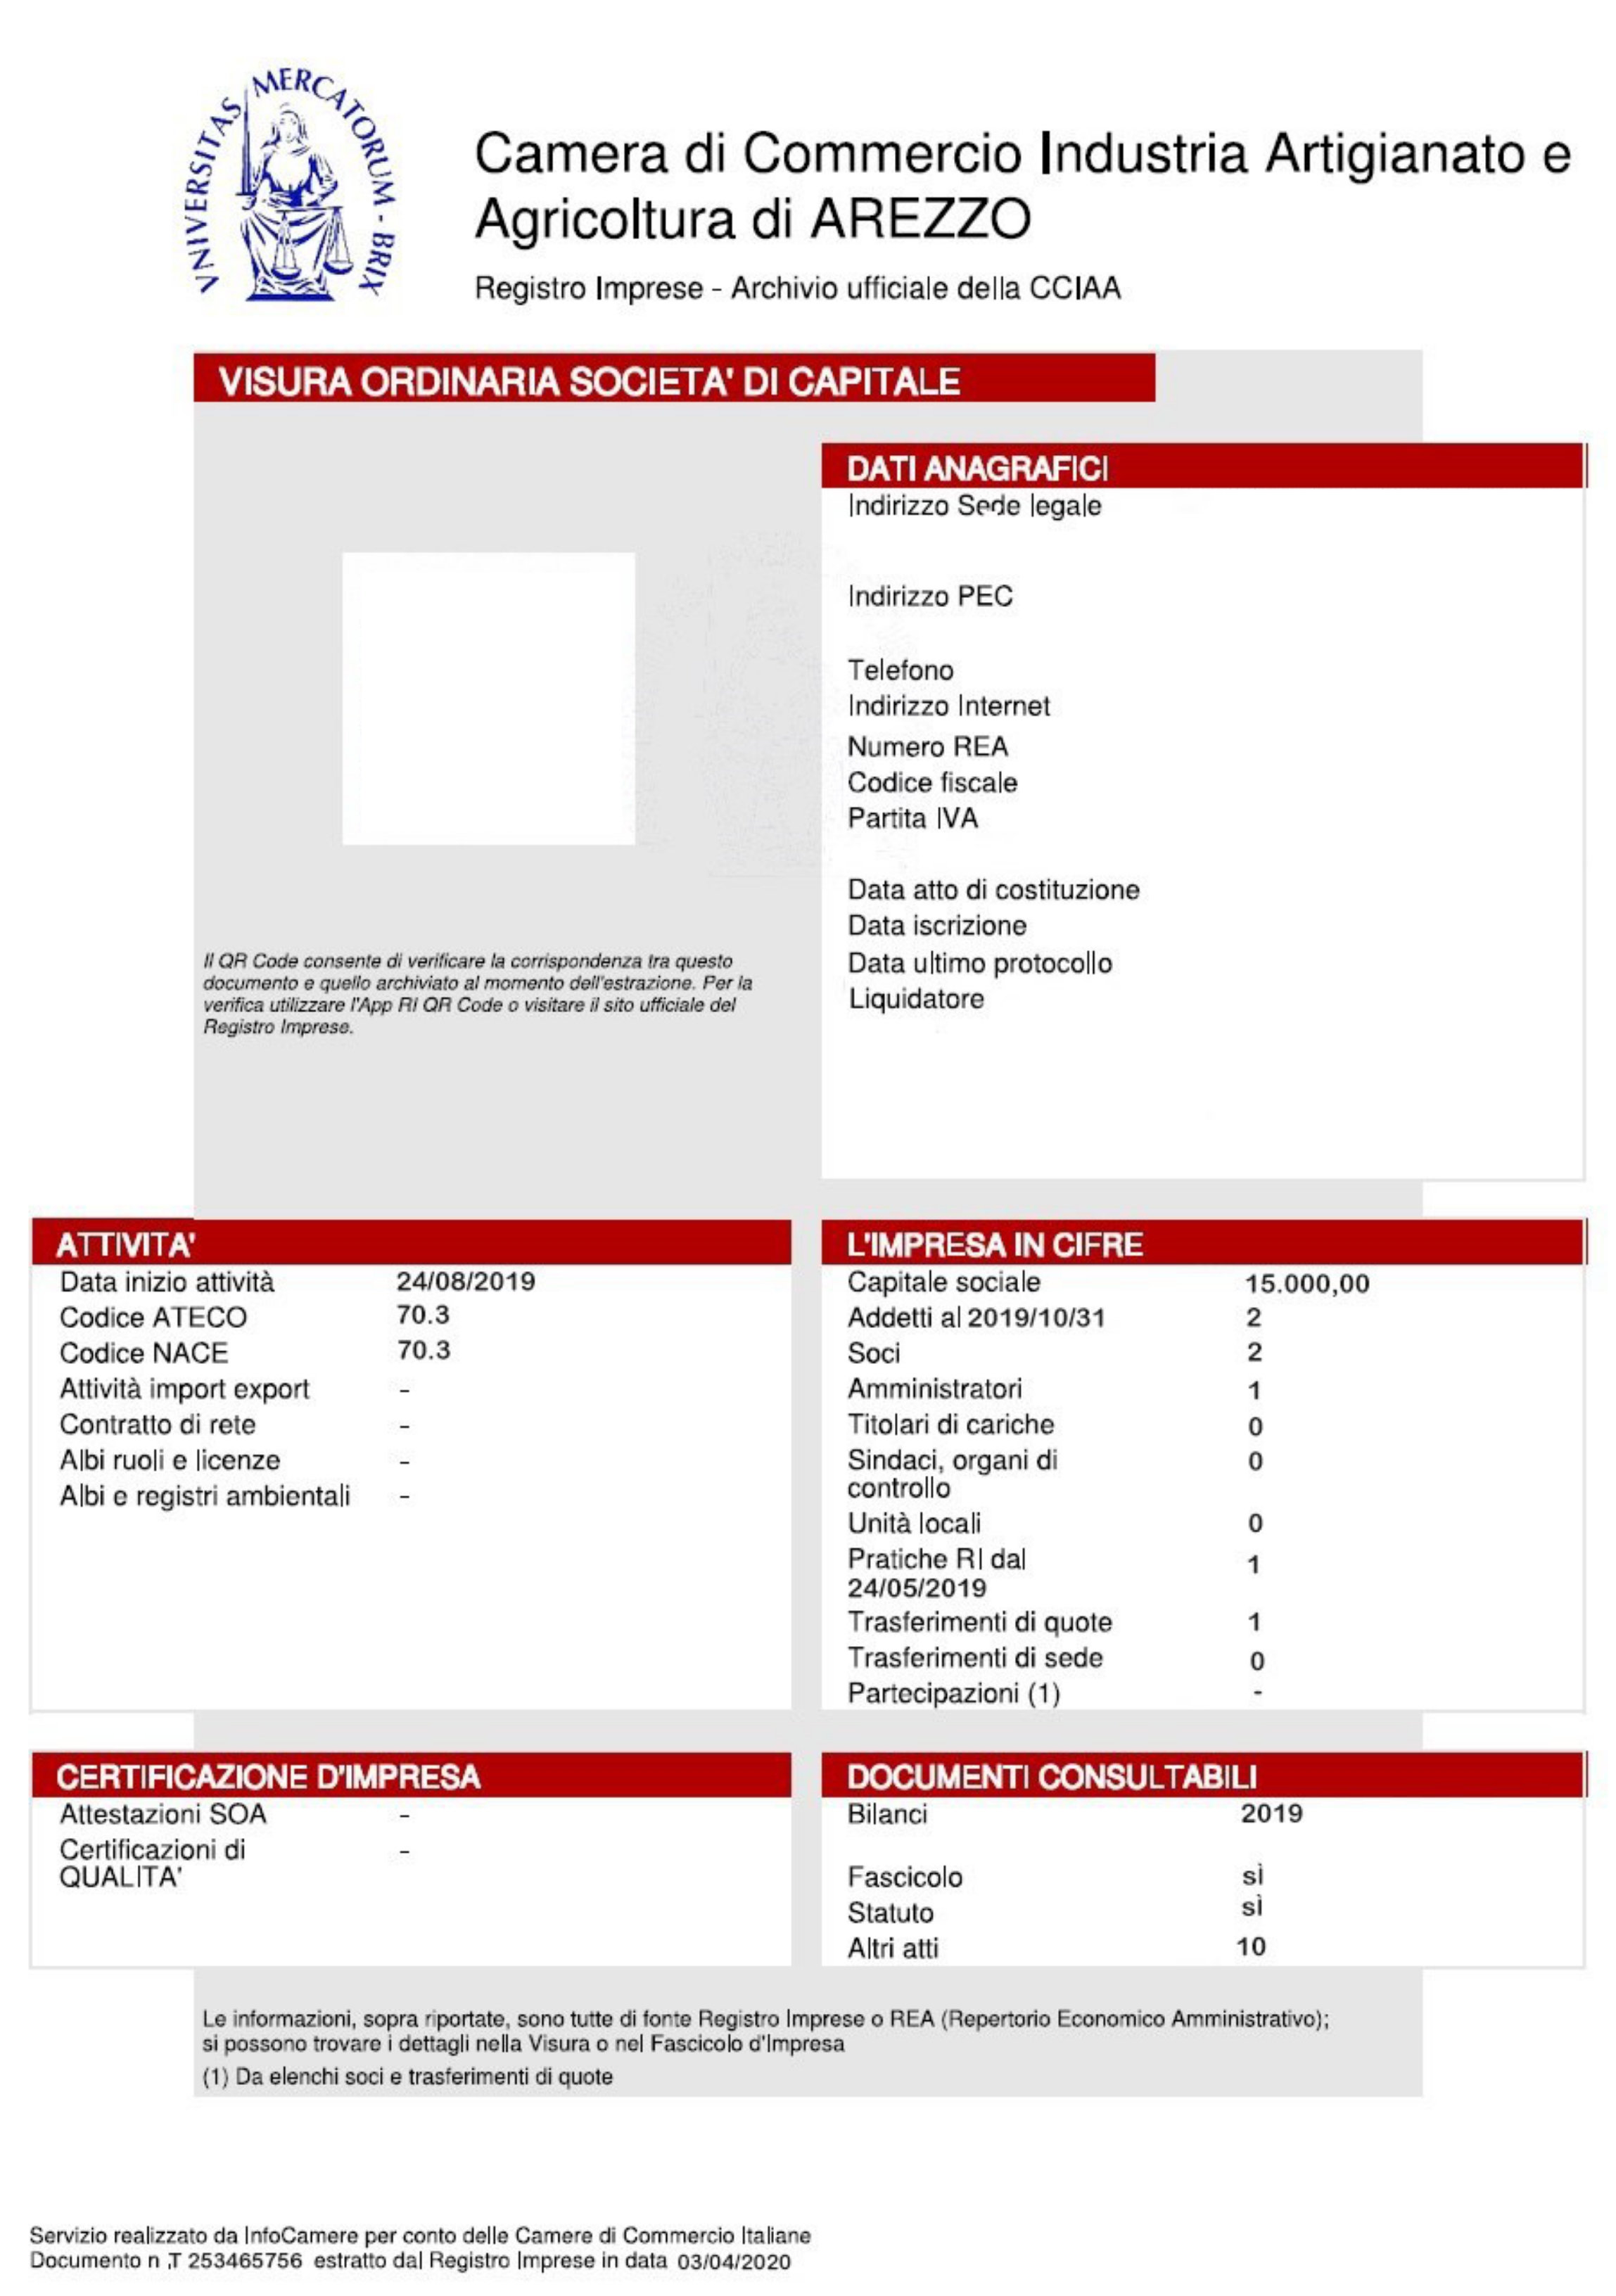 VNIVERSITAS MERCATORUM - BRIX
Camera di Commercio Industria Artigianato e
Agricoltura di AREZZO
Registro Imprese - Archivio ufficiale della CCIAA
VISURA ORDINARIA SOCIETA' DI CAPITALE
DATI ANAGRAFICI
Indirizzo Sede legale
Indirizzo PEC
Telefono
Indirizzo Internet
Numero REA
Codice fiscale
Partita IVA
Data atto di costituzione
Data iscrizione
Data ultimo protocollo
Liquidatore
Il QR Code consente di verificare la corrispondenza tra questo
documento e quello archiviato al momento dell'estrazione. Per la
verifica utilizzare l'App RI QR Code o visitare il sito ufficiale del
Registro Imprese.
ATTIVITA'
Data inizio attività 24/08/2019
Codice ATECO 70.3
Codice NACE 70.3
Attività import export -
Contratto di rete -
Albi ruoli e licenze -
Albi e registri ambientali -
L'IMPRESA IN CIFRE
Capitale sociale 15.000,00
Addetti al 2019/10/31 2
Soci 2
Amministratori 1
Titolari di cariche 0
Sindaci, organi di 0
controllo
Unità locali 0
Pratiche RI dal 1
24/05/2019
Trasferimenti di quote 1
Trasferimenti di sede 0
Partecipazioni (1) -
CERTIFICAZIONE D'IMPRESA
Attestazioni SOA -
Certificazioni di -
QUALITA'
DOCUMENTI CONSULTABILI
Bilanci 2019
Fascicolo sì
Statuto sì
Altri atti 10
Le informazioni, sopra riportate, sono tutte di fonte Registro Imprese o REA (Repertorio Economico Amministrativo);
si possono trovare i dettagli nella Visura o nel Fascicolo d'Impresa
(1) Da elenchi soci e trasferimenti di quote
Servizio realizzato da InfoCamere per conto delle Camere di Commercio Italiane
Documento n .T 253465756 estratto dal Registro Imprese in data 03/04/2020